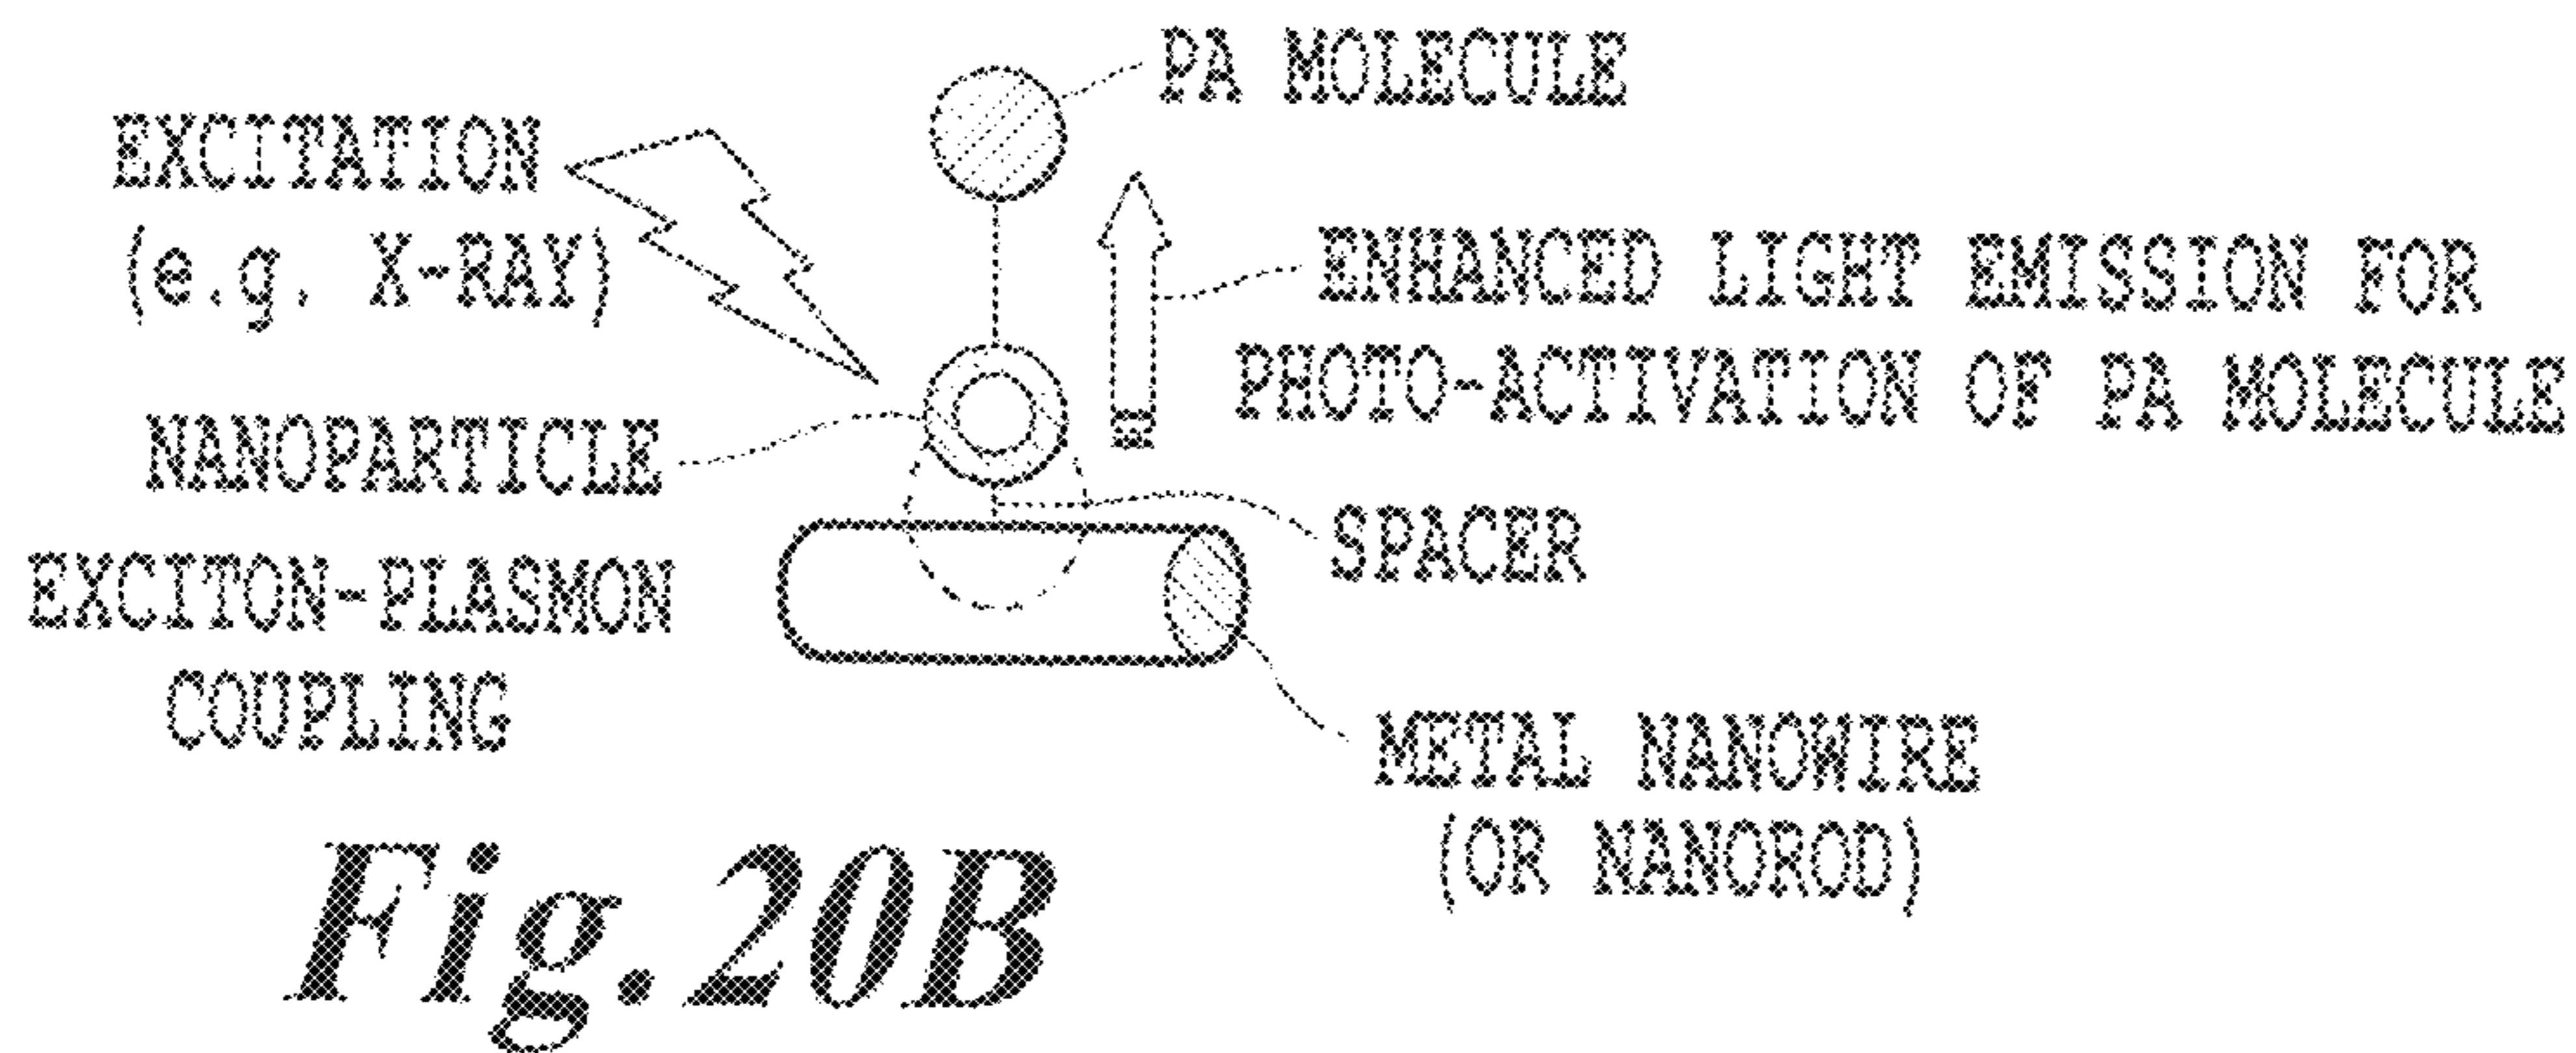 PA MOLECULE
EXCITATION
(e.g. X-RAY)
ENHANCED LIGHT EMISSION FOR
PHOTO-ACTIVATION OF PA MOLECULE
NANOPARTICLE
SPACER
EXCITON-PLASMON
COUPLING
METAL NANOWIRE
(OR NANOROD)
Fig. 20B